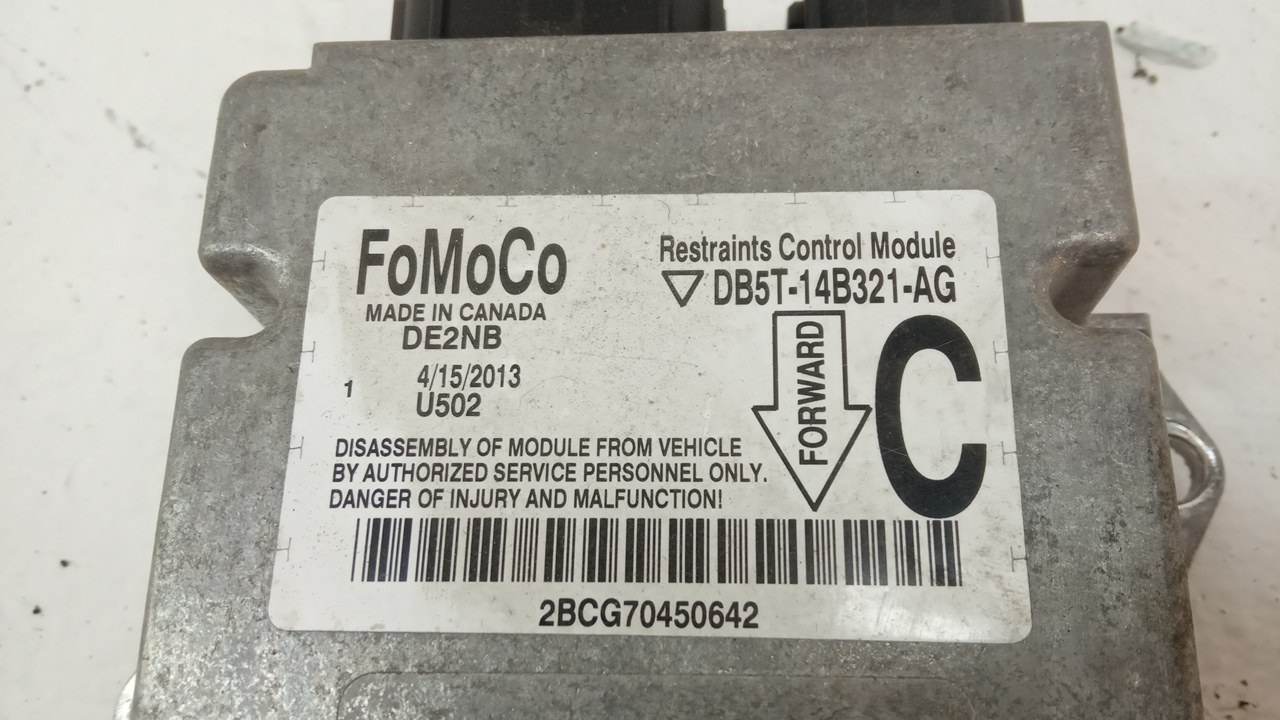 FoMoCo
MADE IN CANADA
DE2NB
4/15/2013
1
U502
Restraints Control Module
DB5T-14B321-AG
FORWARD
C
DISASSEMBLY OF MODULE FROM VEHICLE
BY AUTHORIZED SERVICE PERSONNEL ONLY.
DANGER OF INJURY AND MALFUNCTION!
2BCG70450642